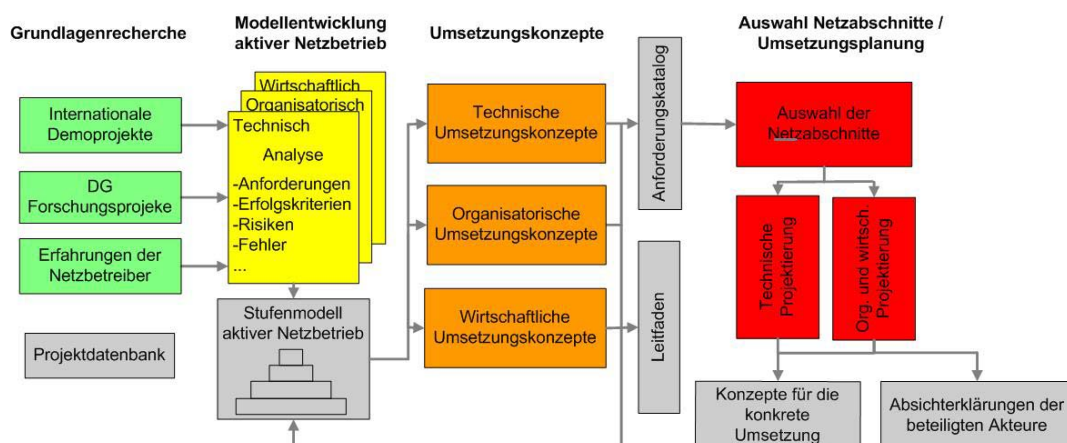 Grundlagenrecherche
Modellentwicklung
aktiver Netzbetrieb
Umsetzungskonzepte
Auswahl Netzabschnitte /
Umsetzungsplanung
Internationale
Demoprojekte
DG
Forschungsprojeke
Erfahrungen der
Netzbetreiber
Projektdatenbank
Wirtschaftlich
Organisatorisch
Technisch
Analyse
-Anforderungen
-Erfolgskriterien
-Risiken
-Fehler
...
Stufenmodell
aktiver Netzbetrieb
Technische
Umsetzungskonzepte
Organisatorische
Umsetzungskonzepte
Wirtschaftliche
Umsetzungskonzepte
Anforderungskatalog
Leitfaden
Auswahl der
Netzabschnitte
Technische
Projektierung
Org. und wirtsch.
Projektierung
Konzepte für die
konkrete
Umsetzung
Absichterklärungen der
beteiligten Akteure